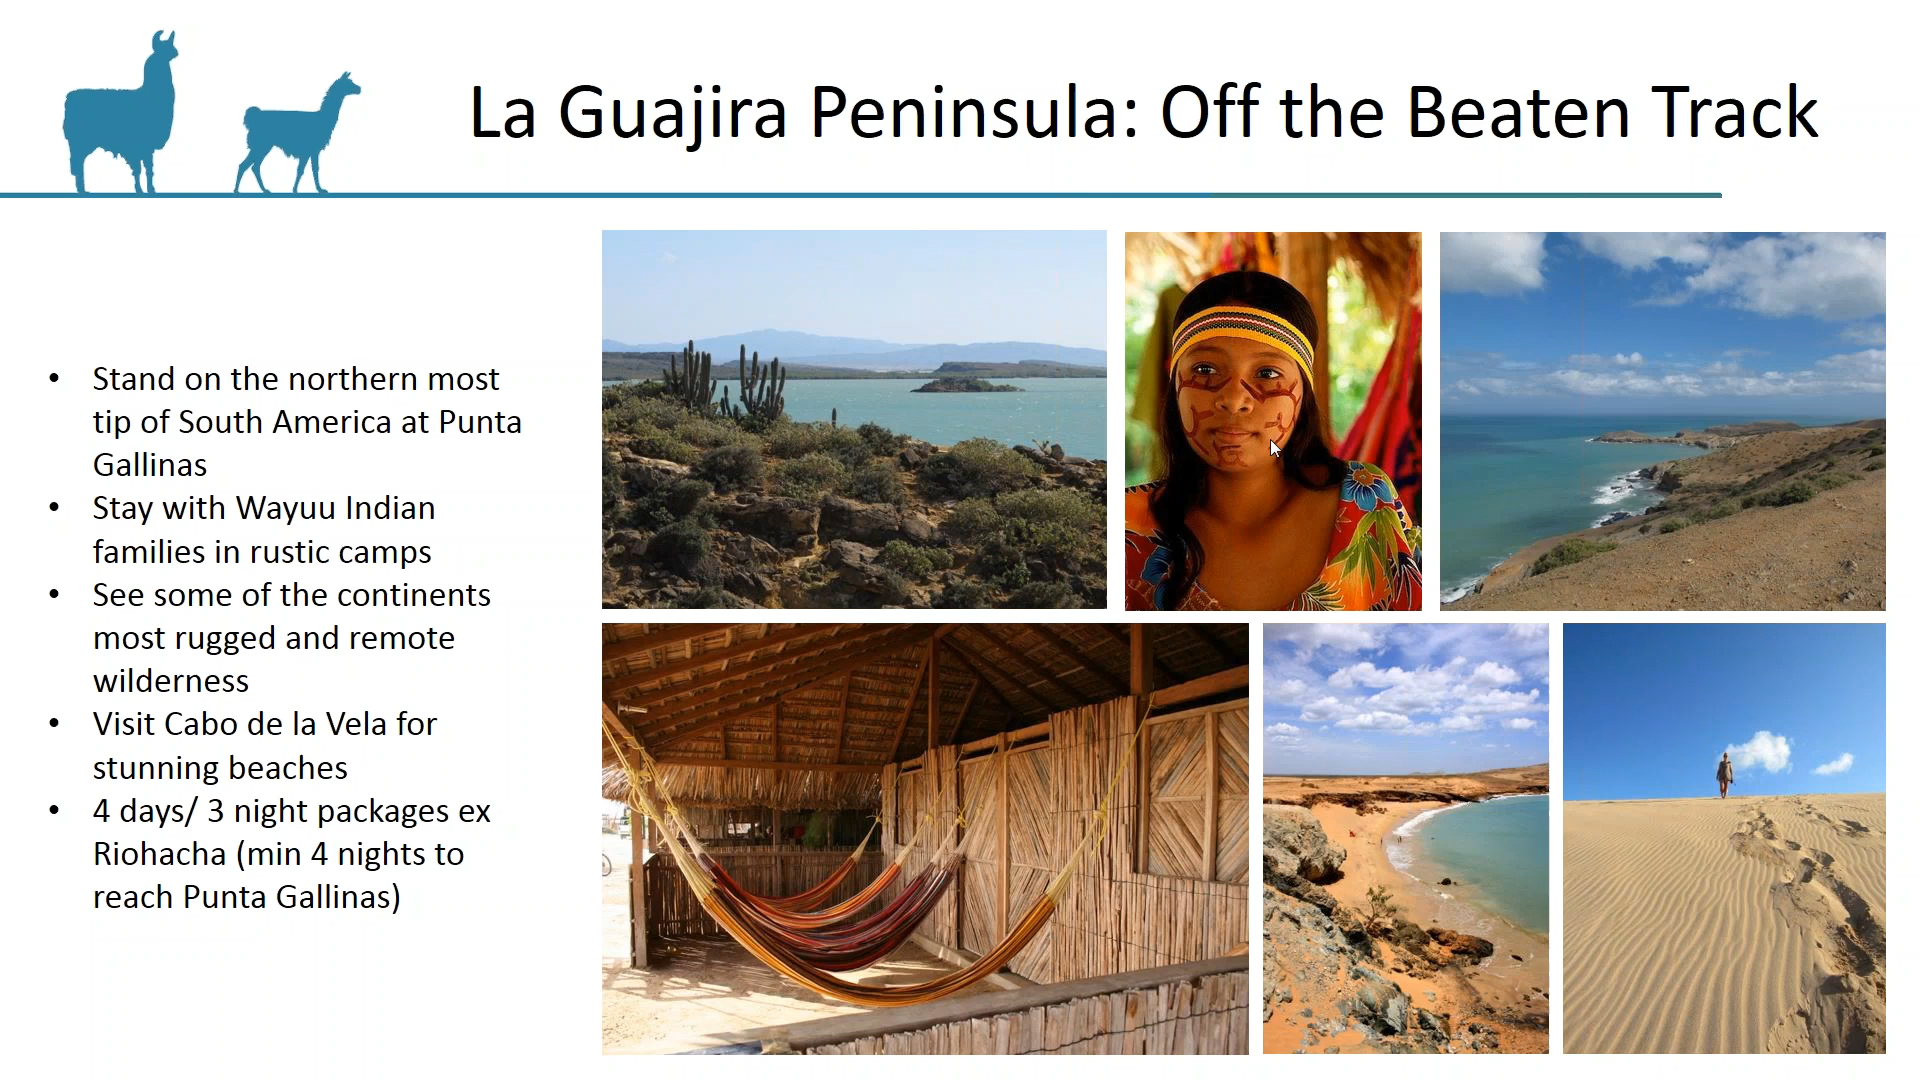 La Guajira Peninsula: Off the Beaten Track
• Stand on the northern most
tip of South America at Punta
Gallinas
• Stay with Wayuu Indian
families in rustic camps
• See some of the continents
most rugged and remote
wilderness
• Visit Cabo de la Vela for
stunning beaches
• 4 days/ 3 night packages ex
Riohacha (min 4 nights to
reach Punta Gallinas)